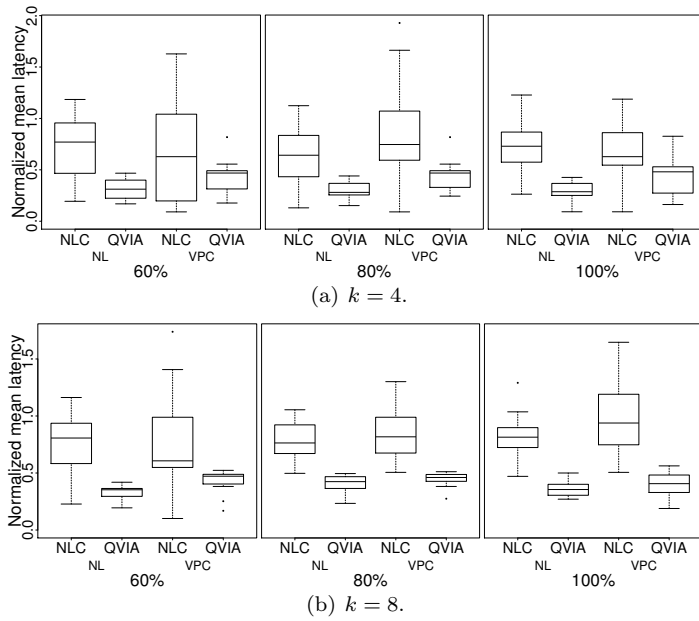 Normalized mean latency
2.0
1.5
1.0
0.5
0.0
NLC QVIA NLC QVIA
NL VPC
60%
NLC QVIA NLC QVIA
NL VPC
80%
NLC QVIA NLC QVIA
NL VPC
100%
(a) k = 4.
Normalized mean latency
1.5
1.0
0.5
0.0
NLC QVIA NLC QVIA
NL VPC
60%
NLC QVIA NLC QVIA
NL VPC
80%
NLC QVIA NLC QVIA
NL VPC
100%
(b) k = 8.